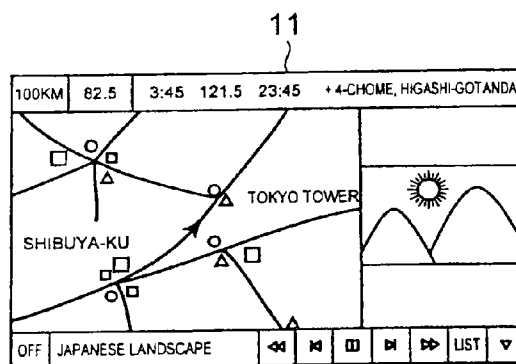 11
100KM 82.5 3:45 121.5 23:45 + 4-CHOME, HIGASHI-GOTANDA
TOKYO TOWER
SHIBUYA-KU
OFF JAPANESE LANDSCAPE LIST